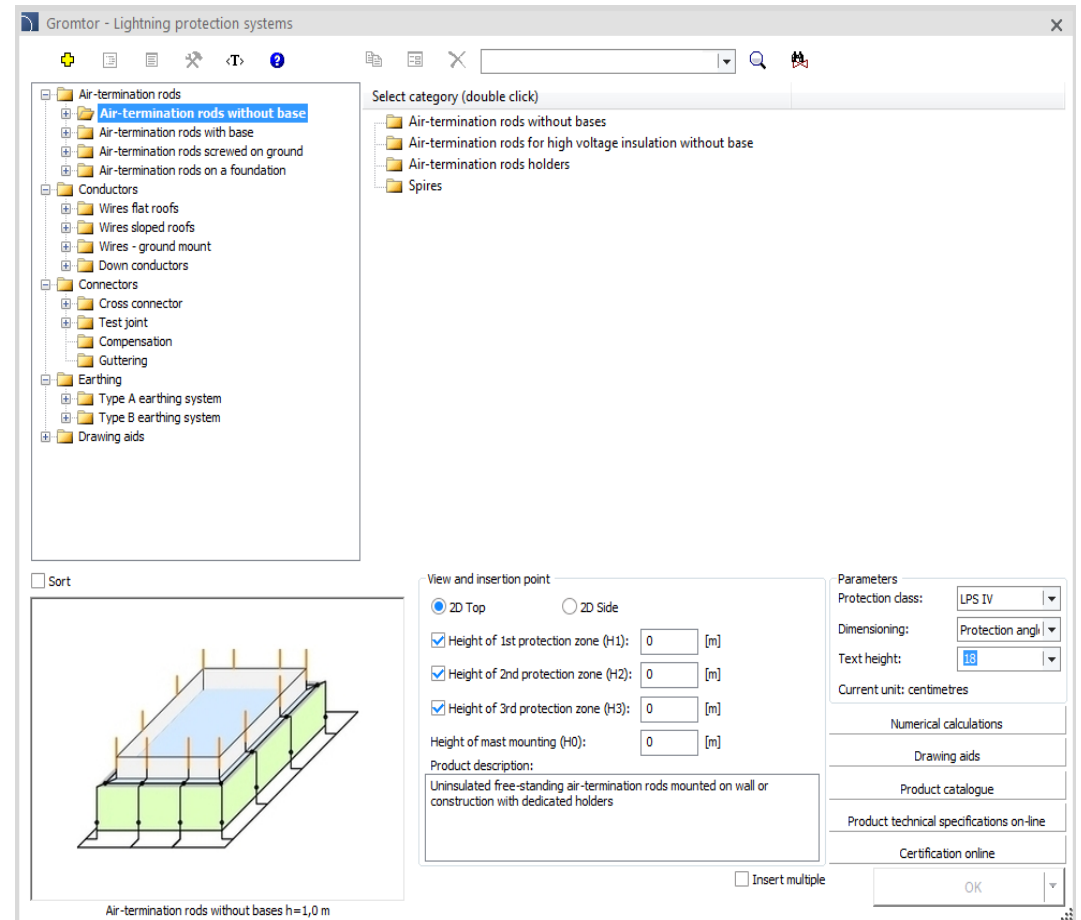 Gromtor - Lightning protection systems
<T>
?
Air-termination rods
Air-termination rods without base
Air-termination rods with base
Air-termination rods screwed on ground
Air-termination rods on a foundation
Conductors
Wires flat roofs
Wires sloped roofs
Wires - ground mount
Down conductors
Connectors
Cross connector
Test joint
Compensation
Guttering
Earthing
Type A earthing system
Type B earthing system
Drawing aids
Select category (double click)
Air-termination rods without bases
Air-termination rods for high voltage insulation without base
Air-termination rods holders
Spires
Sort
Air-termination rods without bases h=1,0 m
View and insertion point
2D Top 2D Side
Height of 1st protection zone (H1): 0 [m]
Height of 2nd protection zone (H2): 0 [m]
Height of 3rd protection zone (H3): 0 [m]
Height of mast mounting (H0): 0 [m]
Product description:
Uninsulated free-standing air-termination rods mounted on wall or
construction with dedicated holders
Insert multiple
Parameters
Protection class: LPS IV
Dimensioning: Protection angl
Text height: 18
Current unit: centimetres
Numerical calculations
Drawing aids
Product catalogue
Product technical specifications on-line
Certification online
OK